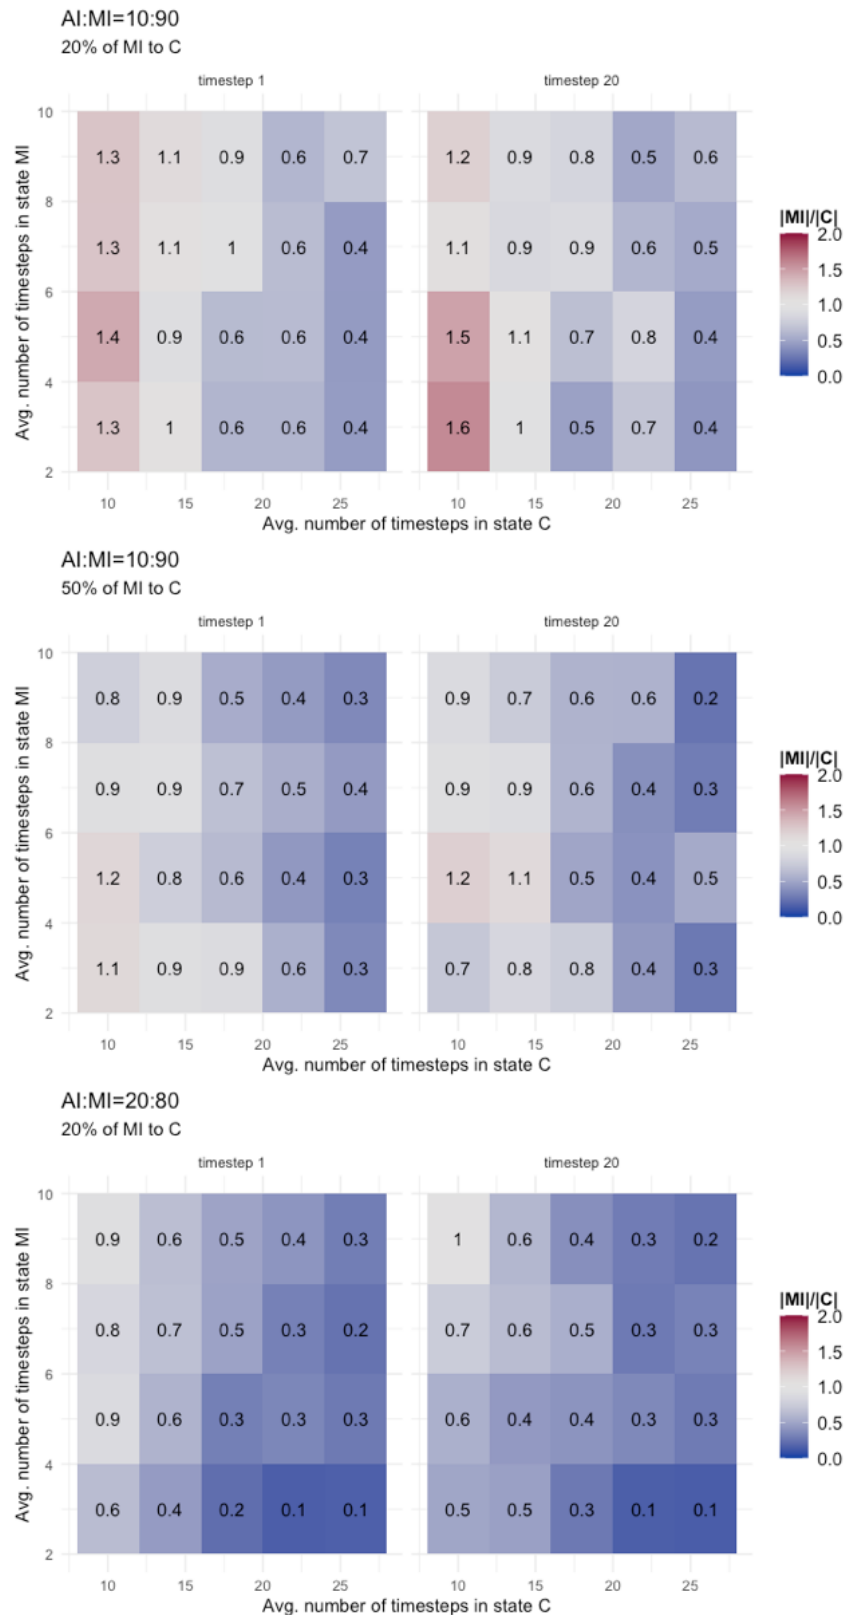 AI:MI=10:90
20% of MI to C
timestep 1
timestep 20
Avg. number of timesteps in state MI
10
1.3 1.1 0.9 0.6 0.7 1.2 0.9 0.8 0.5 0.6
8
1.3 1.1 1 0.6 0.4 1.1 0.9 0.9 0.6 0.5
6
1.4 0.9 0.6 0.6 0.4 1.5 1.1 0.7 0.8 0.4
4
1.3 1 0.6 0.6 0.4 1.6 1 0.5 0.7 0.4
2
10 15 20 25 10 15 20 25
Avg. number of timesteps in state C
|MI|/|C|
2.0
1.5
1.0
0.5
0.0
AI:MI=10:90
50% of MI to C
timestep 1
timestep 20
Avg. number of timesteps in state MI
10
0.8 0.9 0.5 0.4 0.3 0.9 0.7 0.6 0.6 0.2
8
0.9 0.9 0.7 0.5 0.4 0.9 0.9 0.6 0.4 0.3
6
1.2 0.8 0.6 0.4 0.3 1.2 1.1 0.5 0.4 0.5
4
1.1 0.9 0.9 0.6 0.3 0.7 0.8 0.8 0.4 0.3
2
10 15 20 25 10 15 20 25
Avg. number of timesteps in state C
|MI|/|C|
2.0
1.5
1.0
0.5
0.0
AI:MI=20:80
20% of MI to C
timestep 1
timestep 20
Avg. number of timesteps in state MI
10
0.9 0.6 0.5 0.4 0.3 1 0.6 0.4 0.3 0.2
8
0.8 0.7 0.5 0.3 0.2 0.7 0.6 0.5 0.3 0.3
6
0.9 0.6 0.3 0.3 0.3 0.6 0.4 0.4 0.3 0.3
4
0.6 0.4 0.2 0.1 0.1 0.5 0.5 0.3 0.1 0.1
2
10 15 20 25 10 15 20 25
Avg. number of timesteps in state C
|MI|/|C|
2.0
1.5
1.0
0.5
0.0